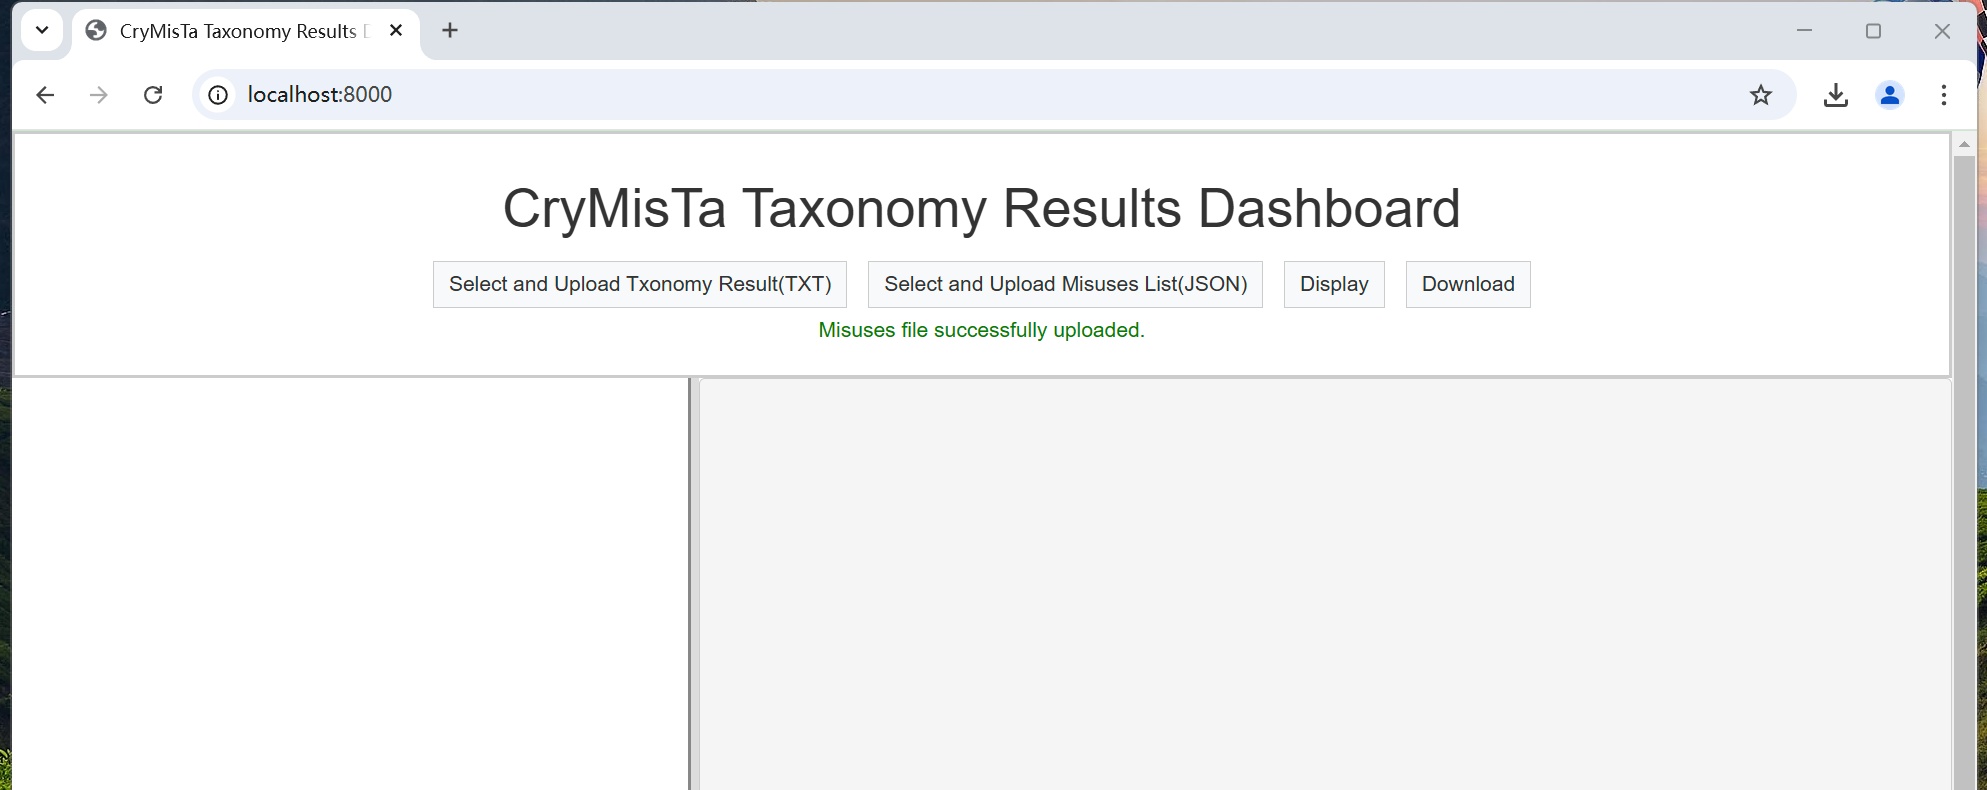 CryMisTa Taxonomy Results
localhost:8000
CryMisTa Taxonomy Results Dashboard
Select and Upload Txonomy Result(TXT) Select and Upload Misuses List(JSON) Display Download
Misuses file successfully uploaded.